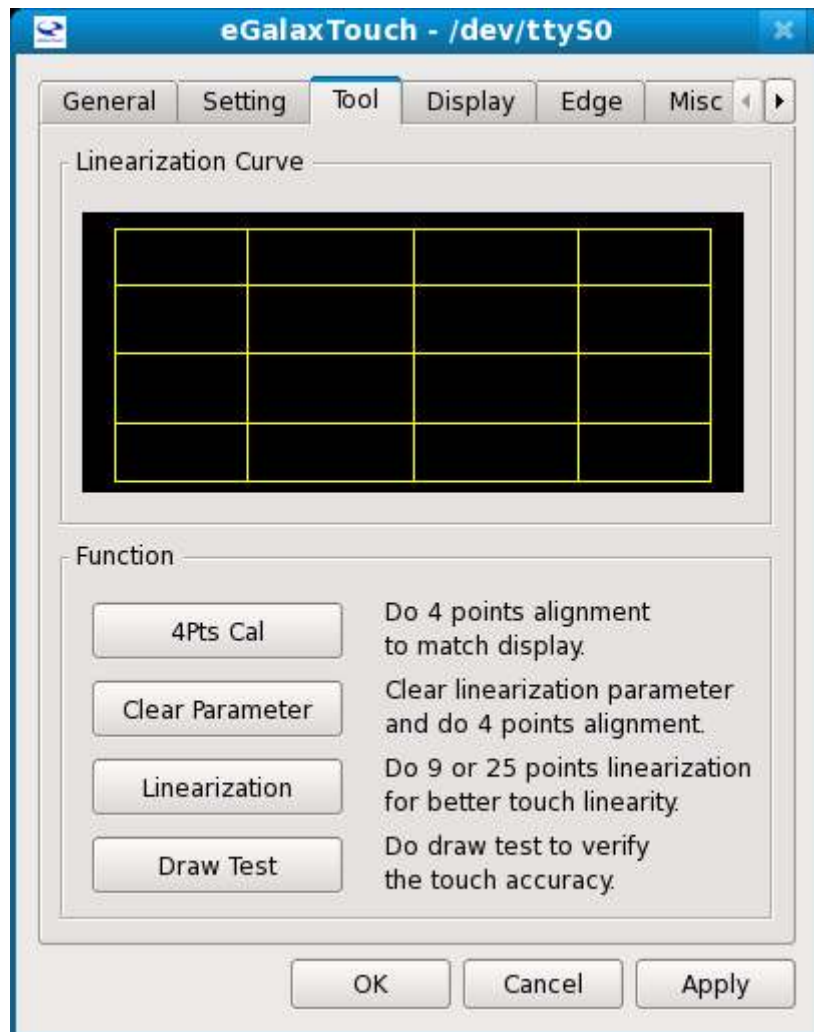 eGalaxTouch - /dev/ttyS0
General Setting Tool Display Edge Misc
Linearization Curve
Function
4Pts Cal
Do 4 points alignment
to match display.
Clear Parameter
Clear linearization parameter
and do 4 points alignment.
Linearization
Do 9 or 25 points linearization
for better touch linearity.
Draw Test
Do draw test to verify
the touch accuracy.
OK Cancel Apply